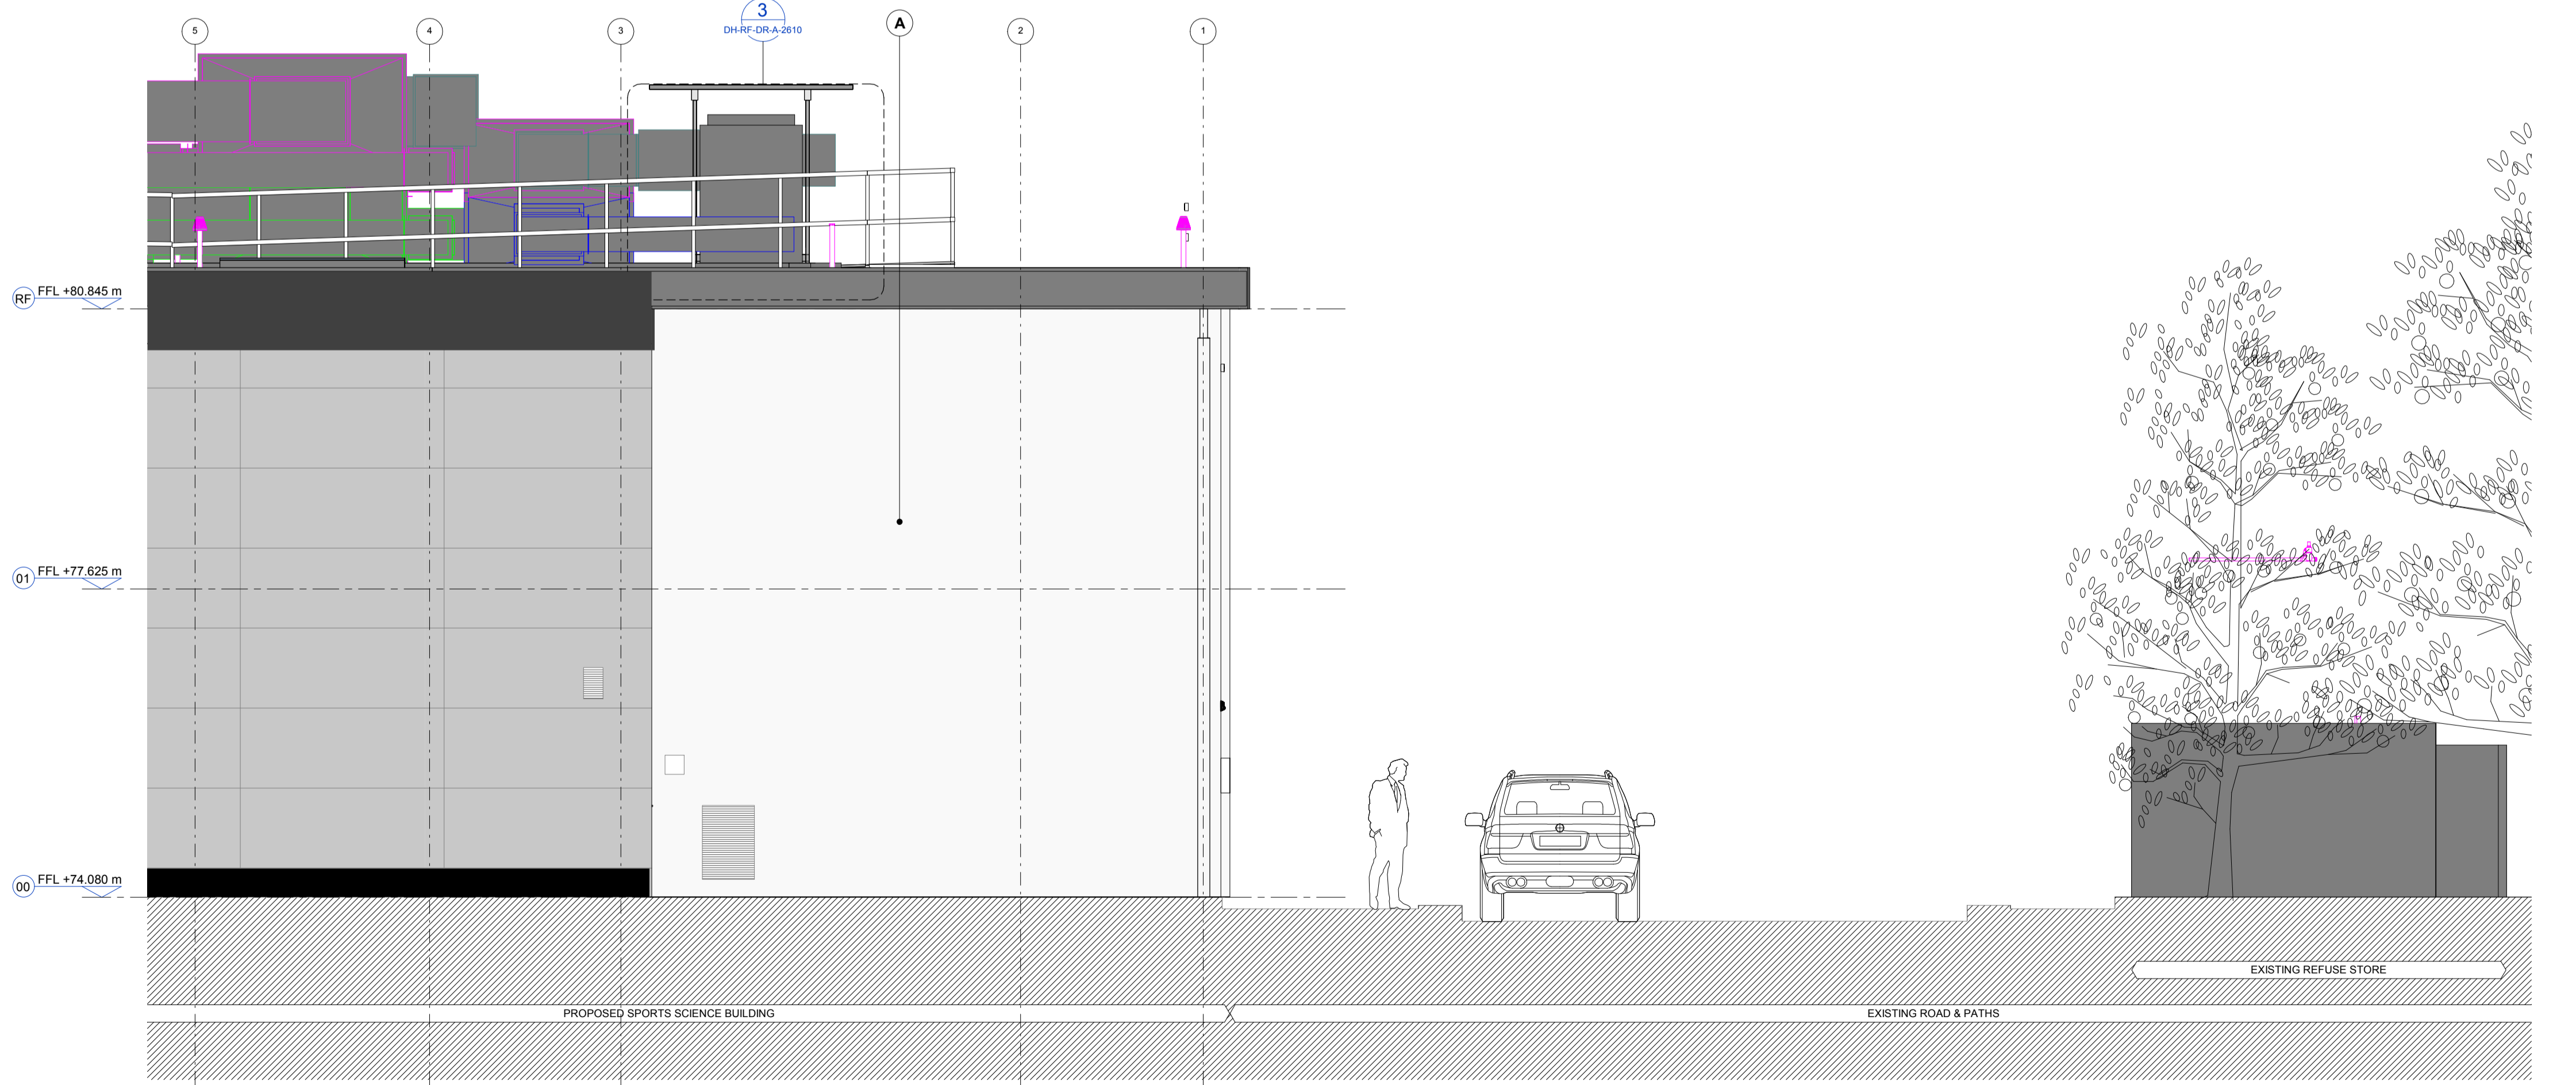 5
4
3
3
DH-RF-DR-A-2610
A
2
1
RF FFL +80.845 m
01 FFL +77.625 m
00 FFL +74.080 m
EXISTING REFUSE STORE
PROPOSED SPORTS SCIENCE BUILDING
EXISTING ROAD & PATHS